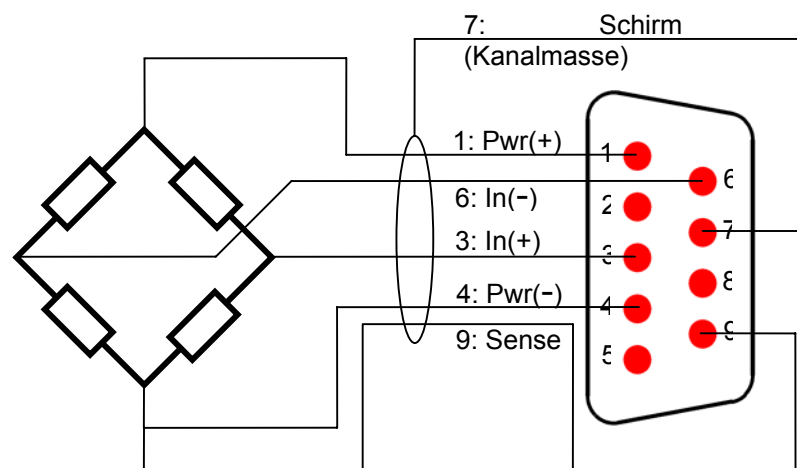 7: Schirm
(Kanalmasse)
1: Pwr(+)
6: In(-)
3: In(+)
4: Pwr(-)
9: Sense
1
2
3
4
5
6
7
8
9